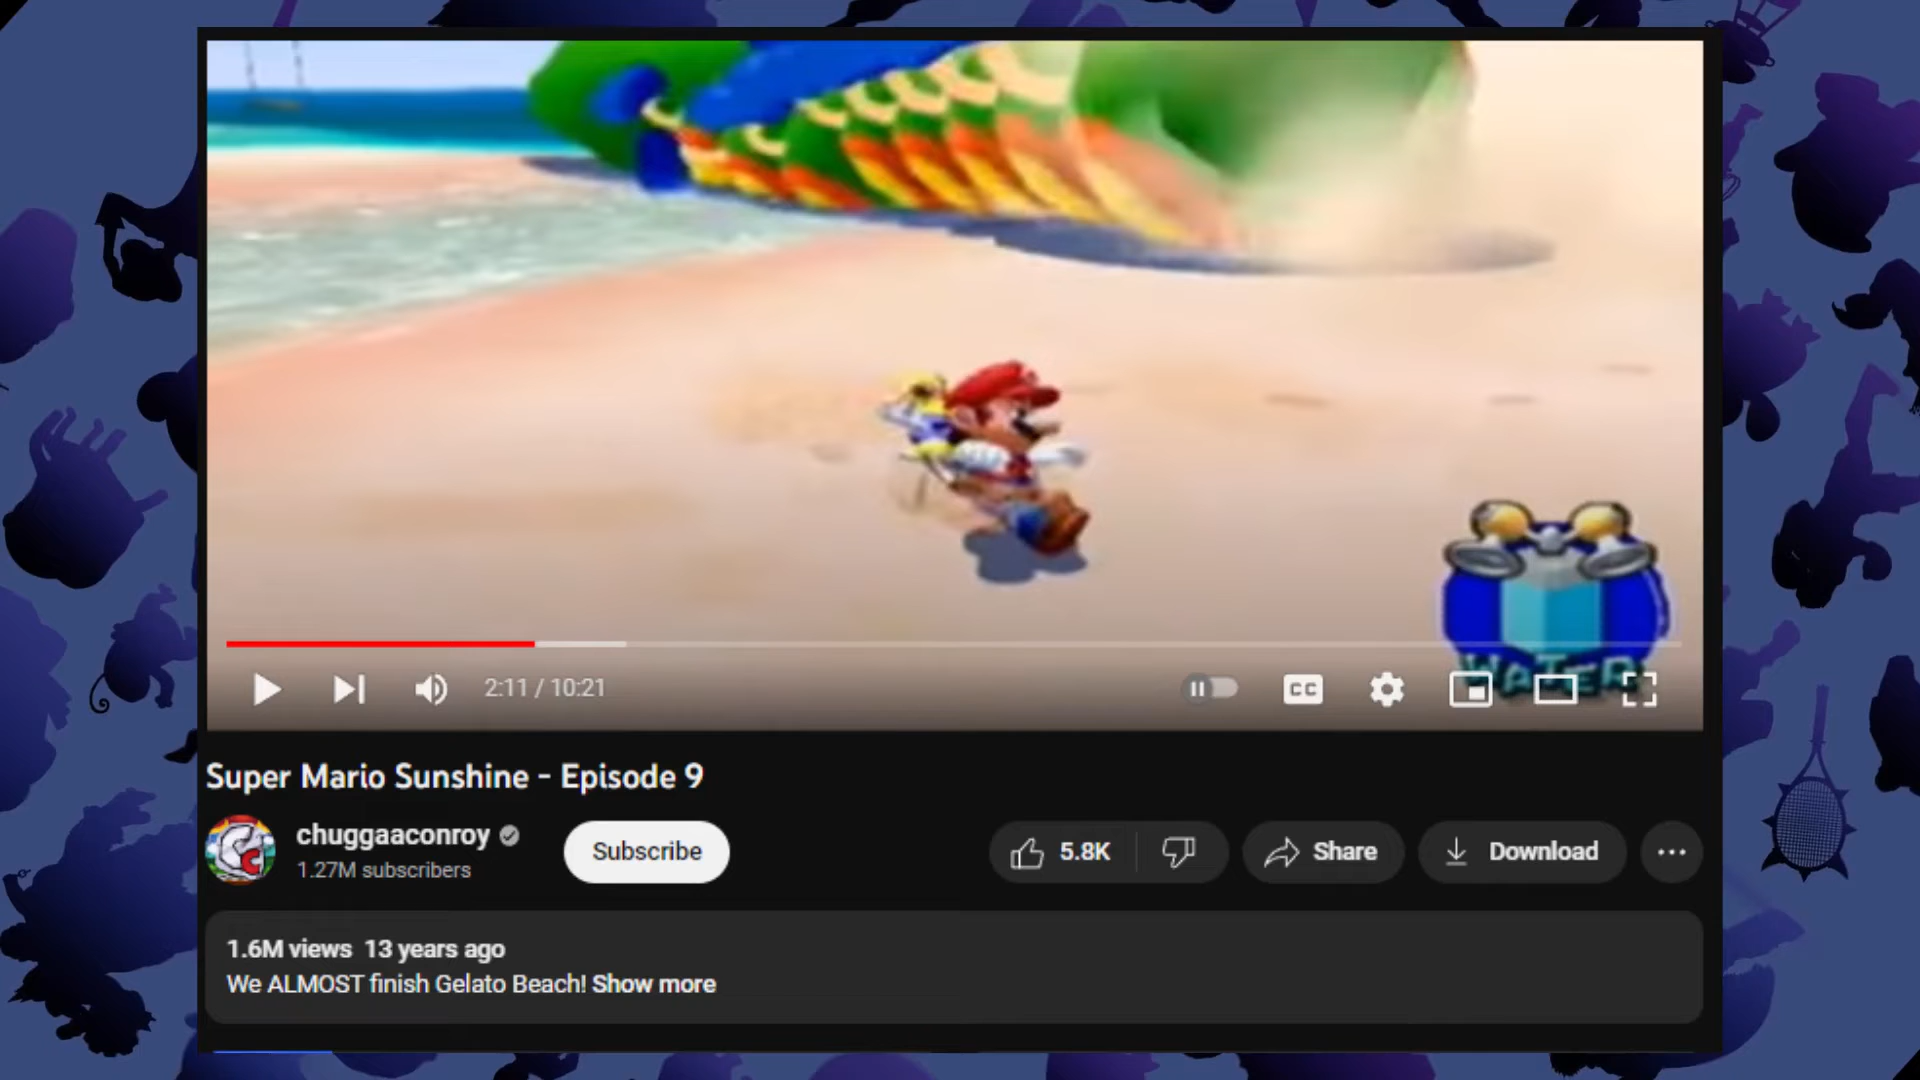 WATER
2:11 / 10:21
CC
Super Mario Sunshine - Episode 9
chuggaaconroy
1.27M subscribers
Subscribe
5.8K
Share
Download
1.6M views 13 years ago
We ALMOST finish Gelato Beach! Show more